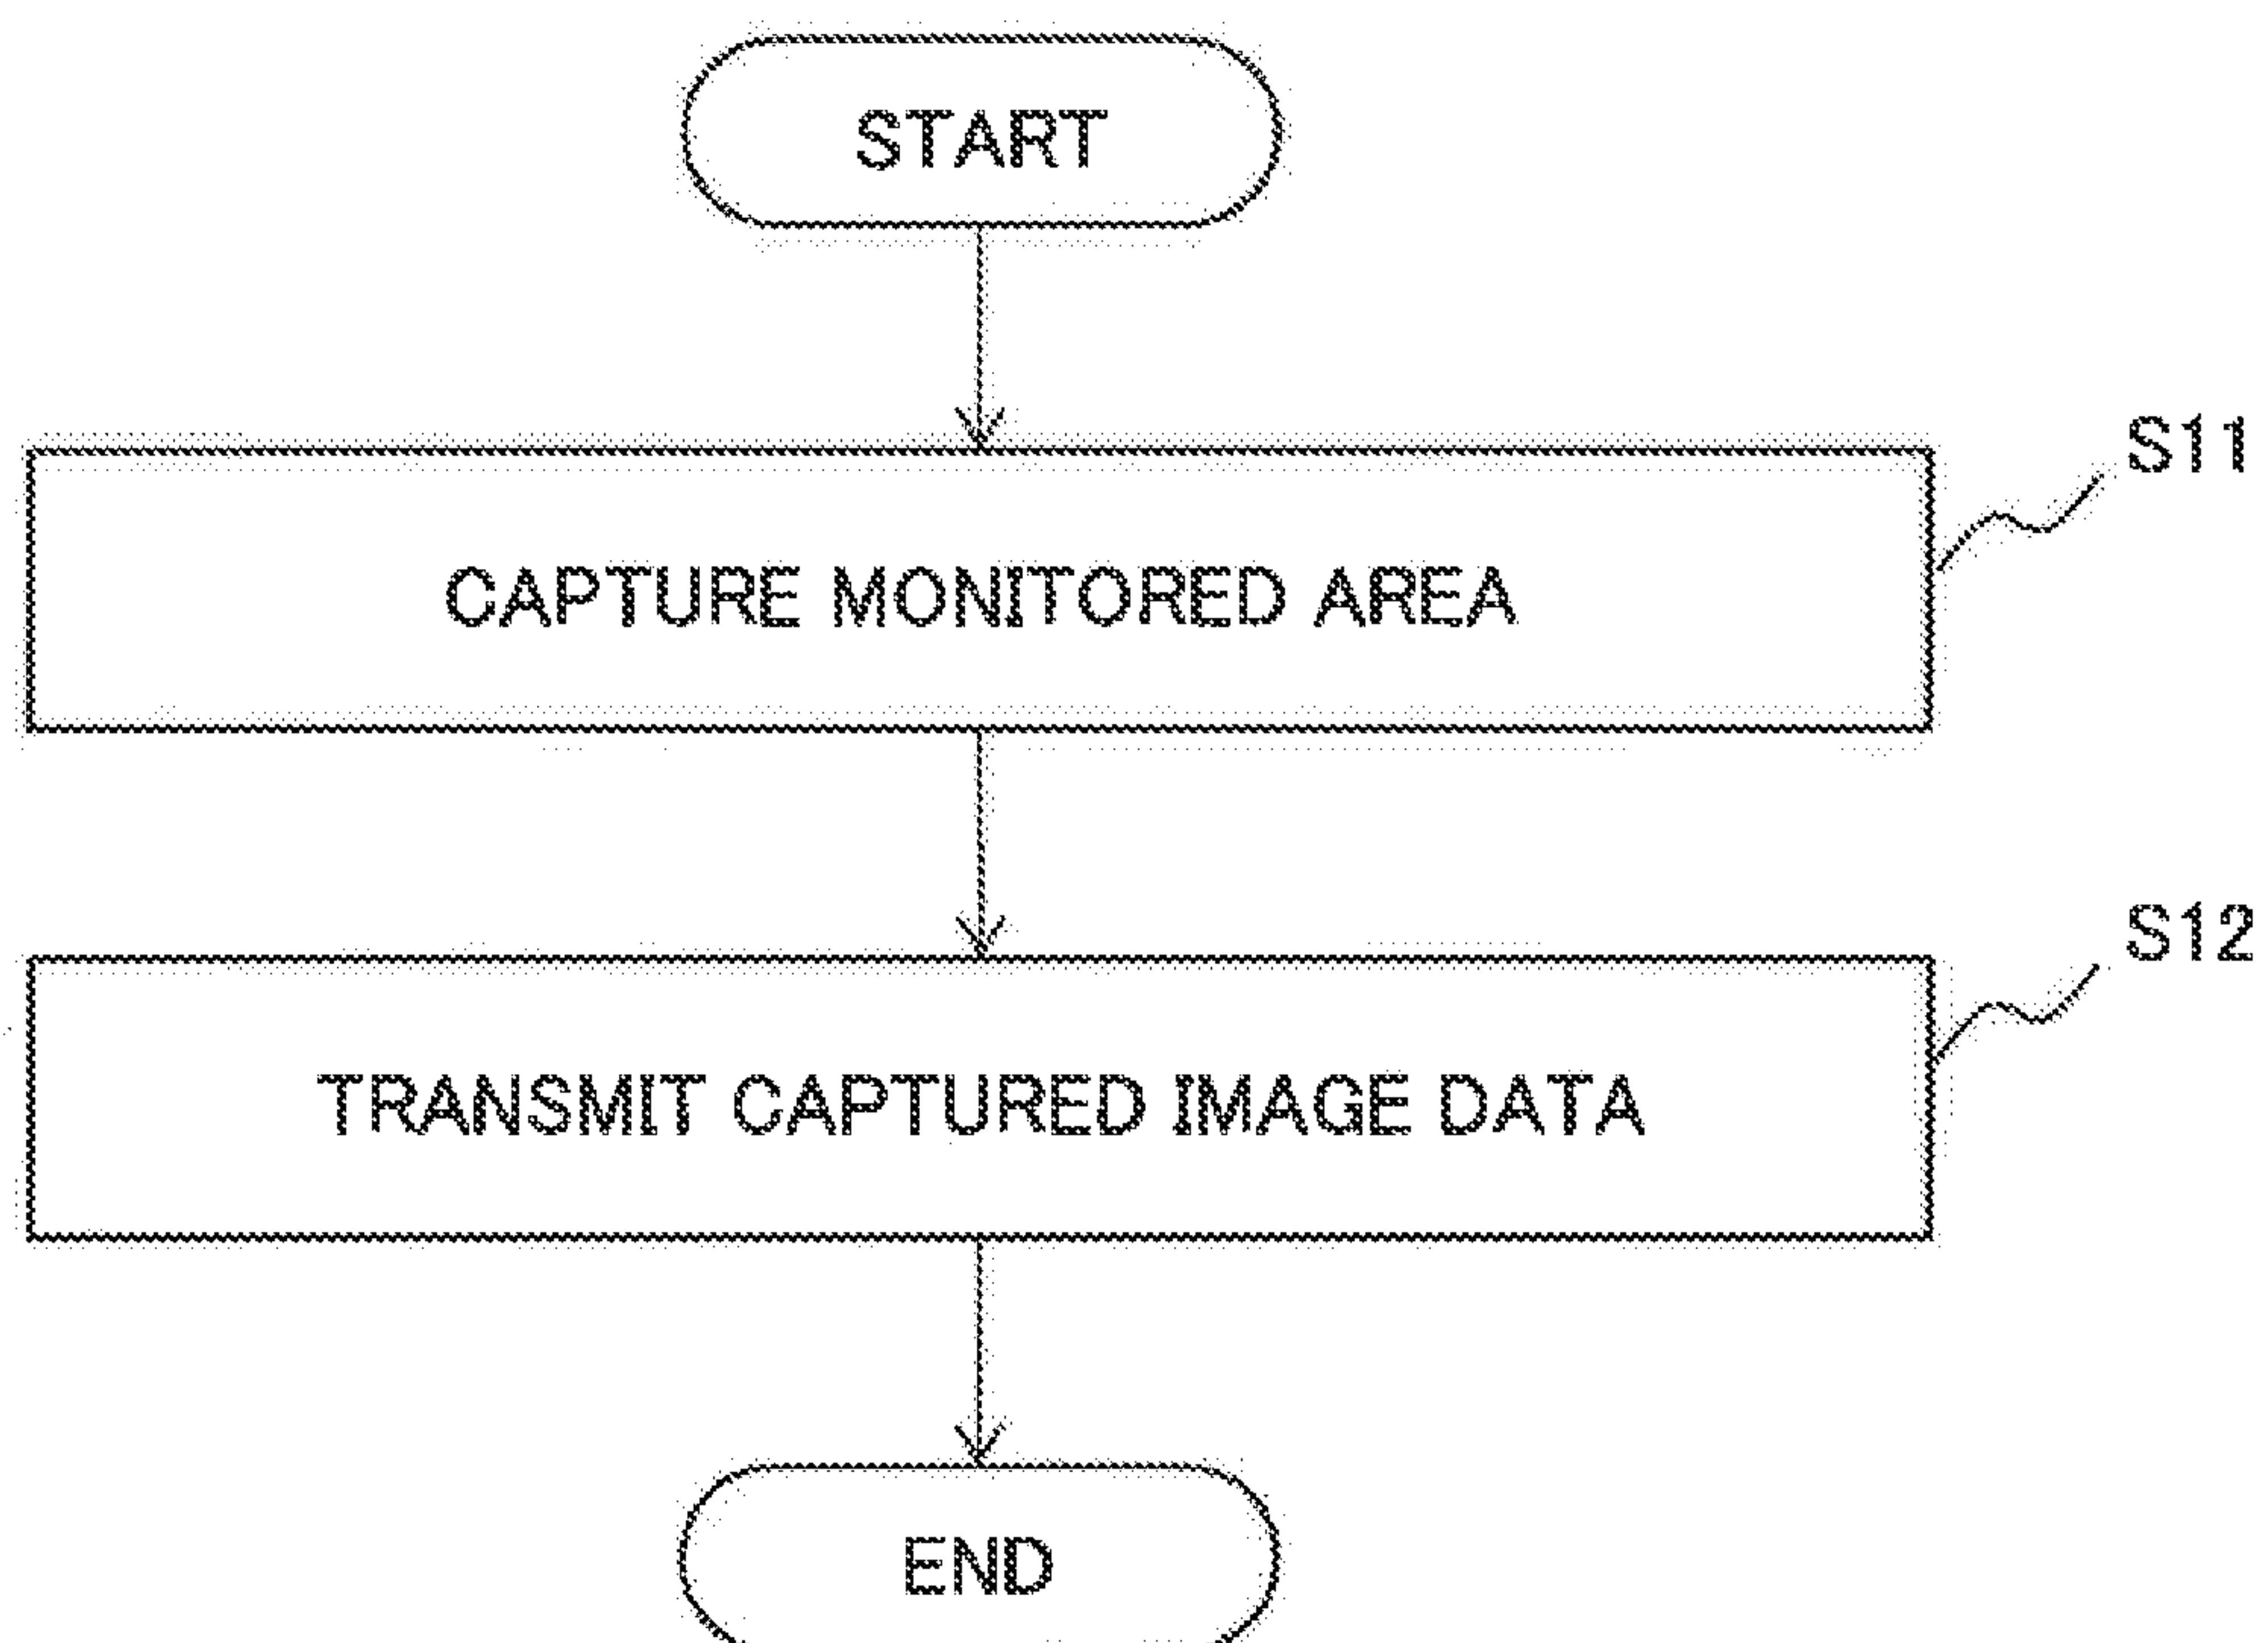 START
S11
CAPTURE MONITORED AREA
S12
TRANSMIT CAPTURED IMAGE DATA
END